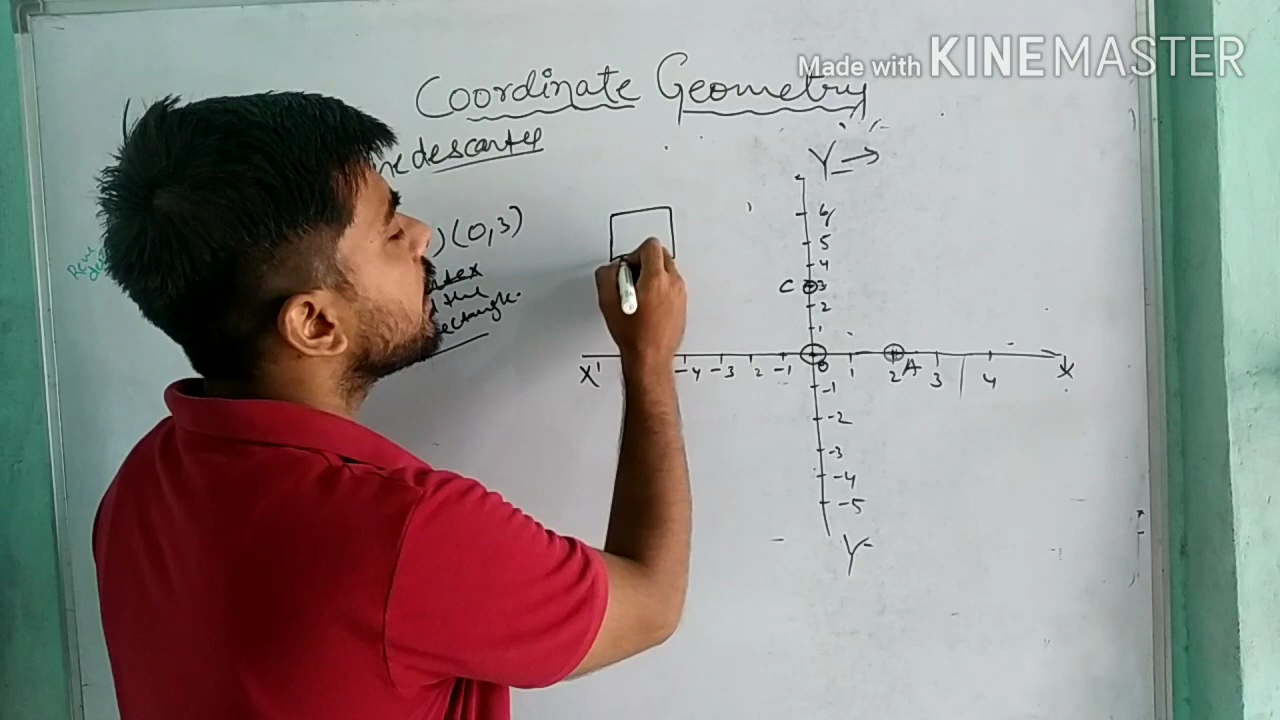 Made with KINEMASTER
Coordinate Geometry
descartes
) (0,3)
the
Y →
6
5
4
C 3
2
1
X' -4 -3 2 -1 0 1 2 A 3 4 X
-1
-2
-3
-4
-5
Y-